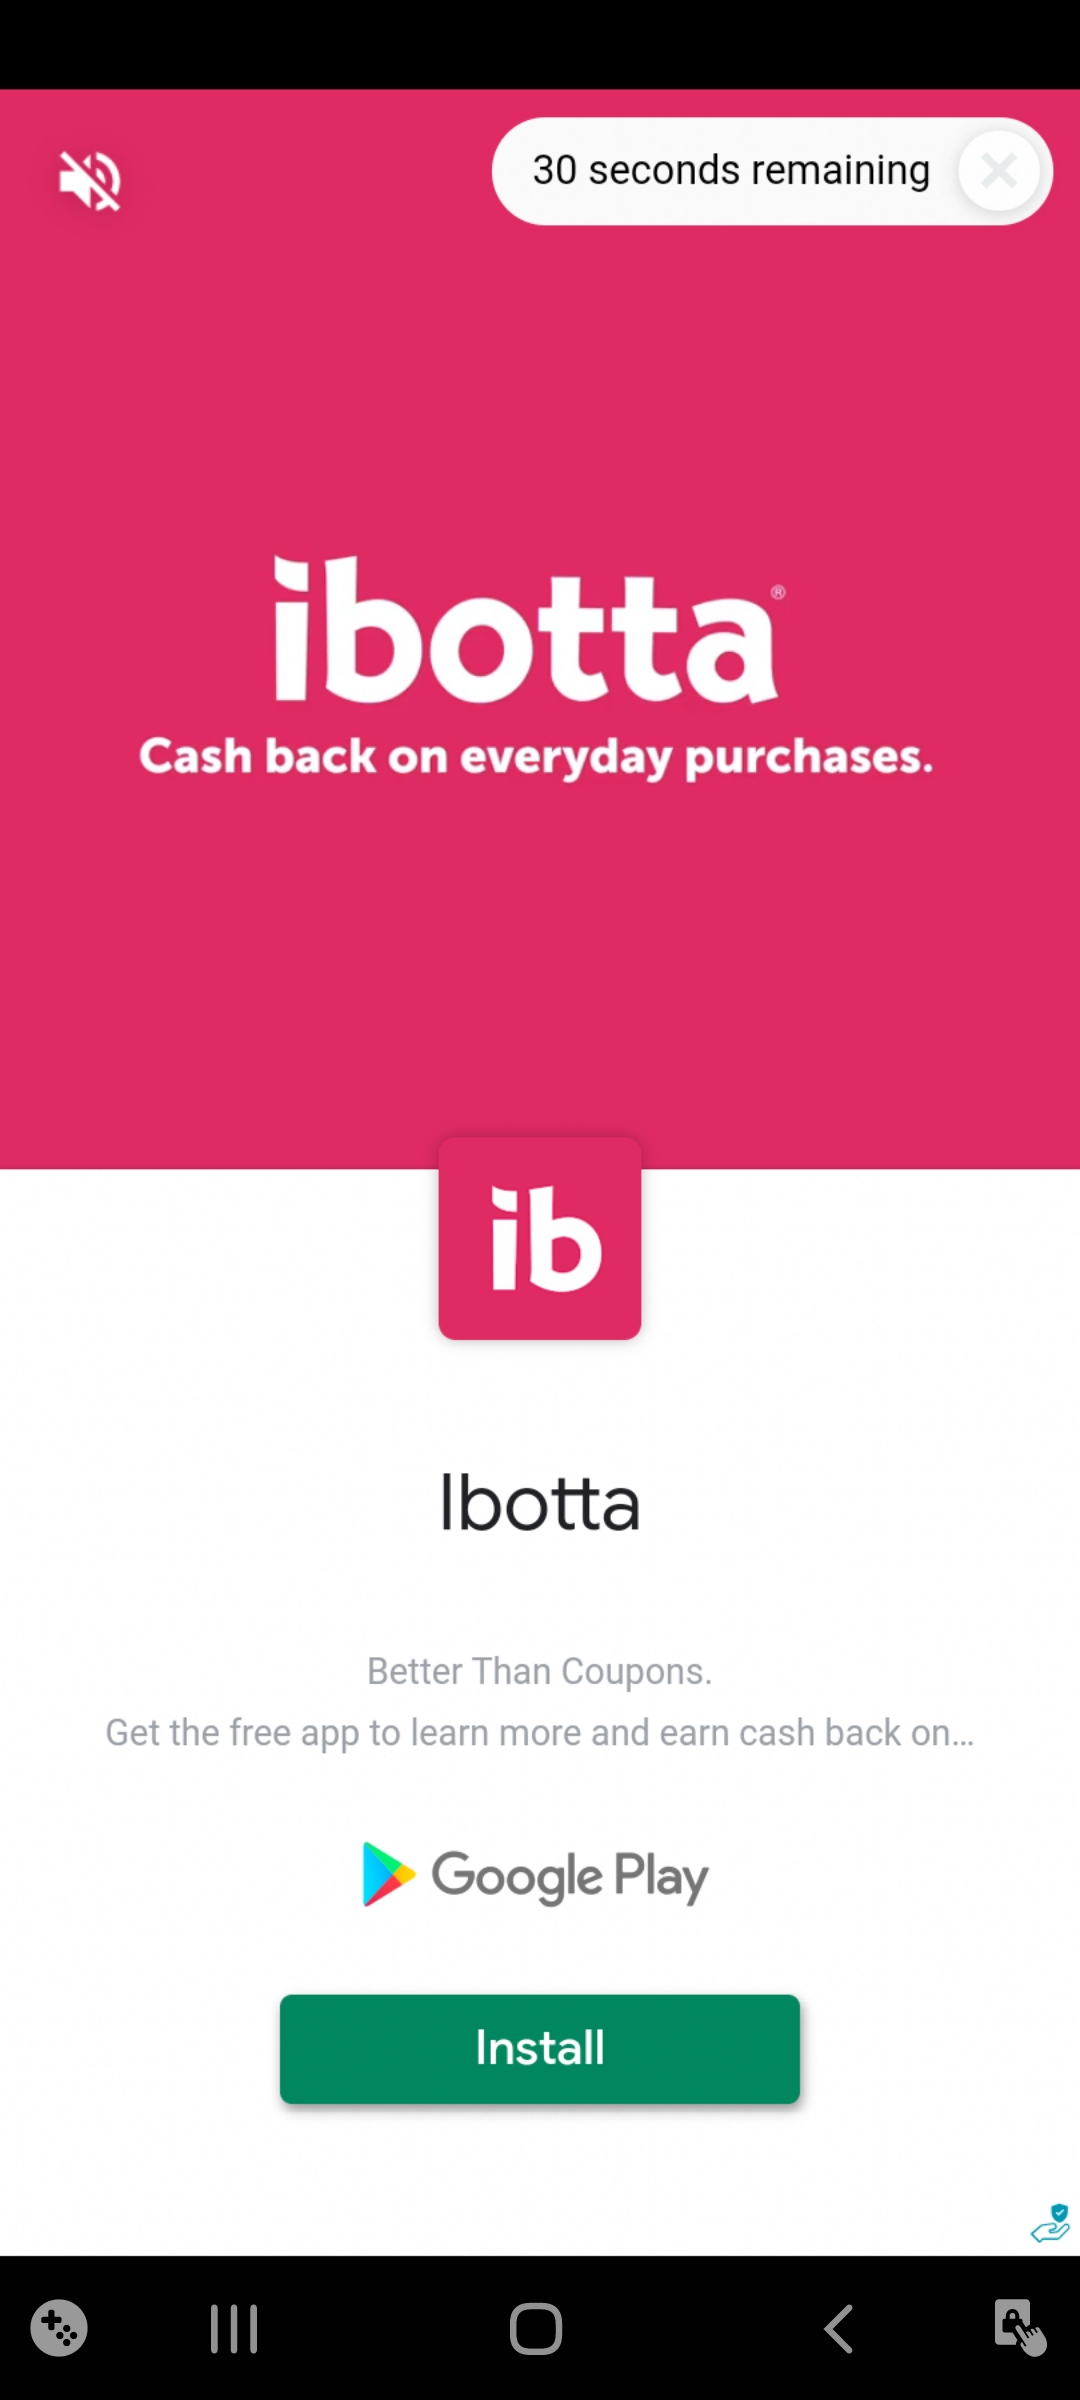 30 seconds remaining
ibotta®
Cash back on everyday purchases.
ib
Ibotta
Better Than Coupons.
Get the free app to learn more and earn cash back on...
Google Play
Install